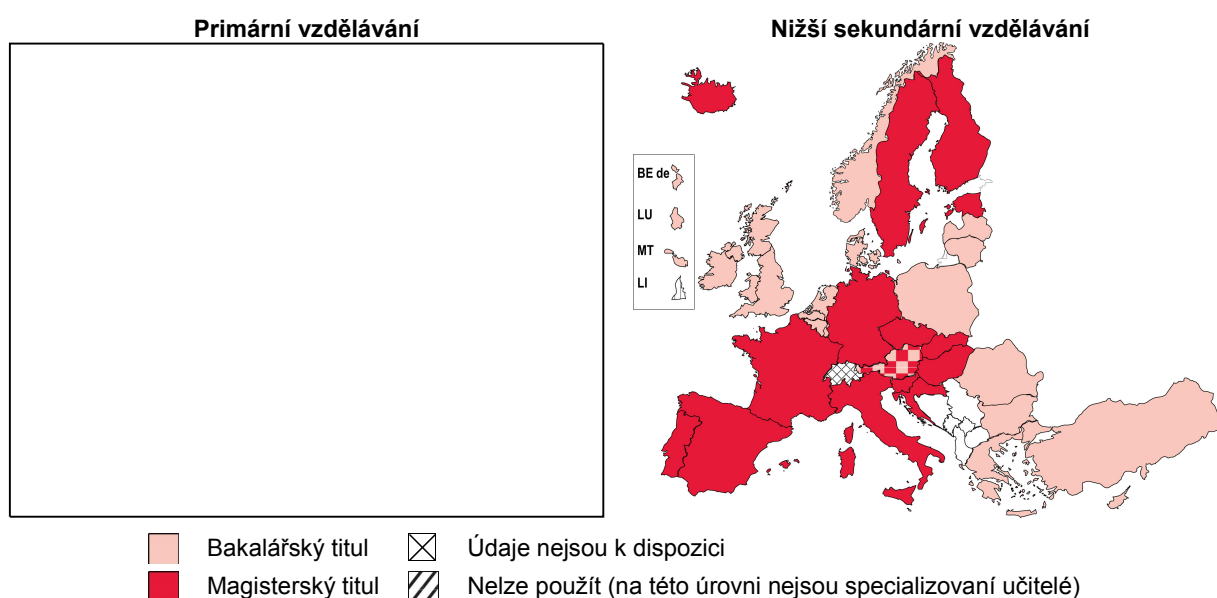 Primární vzdělávání
Nižší sekundární vzdělávání
BE de
LU
MT
LI
Bakalářský titul
Údaje nejsou k dispozici
Magisterský titul
Nelze použít (na této úrovni nejsou specializovaní učitelé)